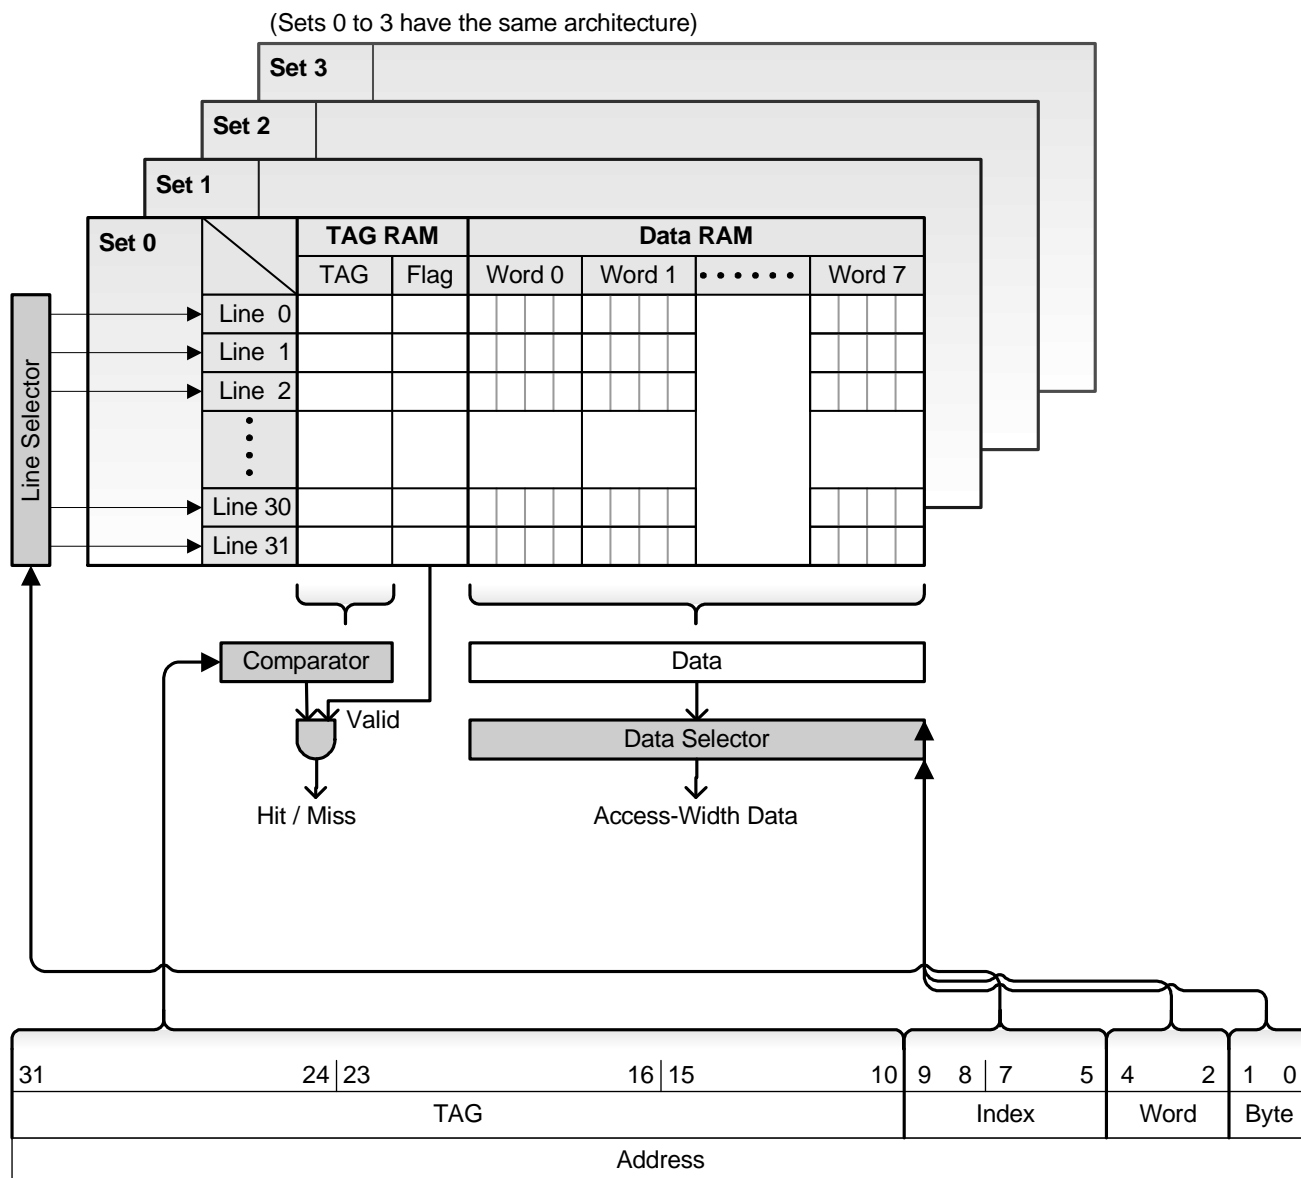 (Sets 0 to 3 have the same architecture)
Set 3
Set 2
Set 1
Set 0
TAG RAM
Data RAM
TAG
Flag
Word 0
Word 1
Word 7
Line 0
Line 1
Line 2
Line 30
Line 31
Line Selector
Comparator
Data
Valid
Data Selector
Hit / Miss
Access-Width Data
31 24 23 16 15 10 9 8 7 5 4 2 1 0
TAG Index Word Byte
Address